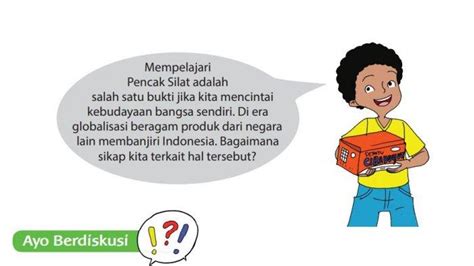 Mempelajari
Pencak Silat adalah
salah satu bukti jika kita mencintai
kebudayaan bangsa sendiri. Di era
globalisasi beragam produk dari negara
lain membanjiri Indonesia. Bagaimana
sikap kita terkait hal tersebut?
Ayo Berdiskusi
!?!